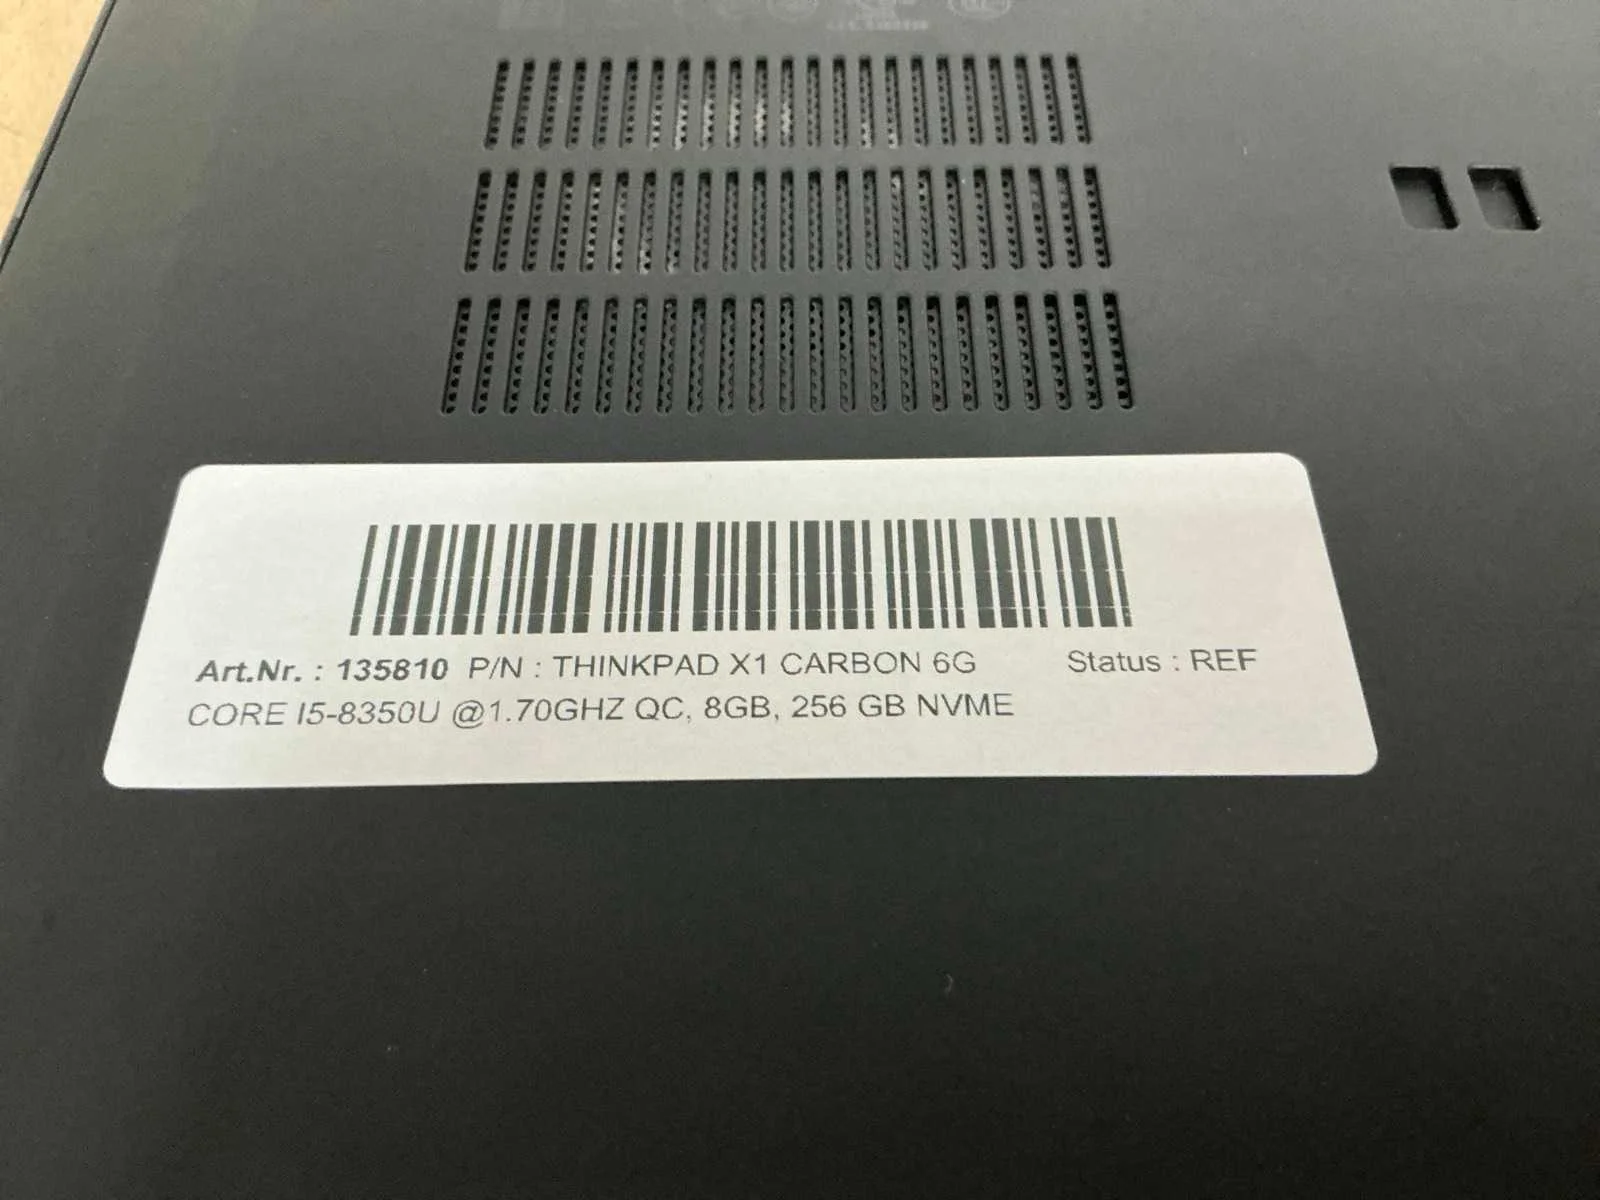 Art.Nr. : 135810 P/N : THINKPAD X1 CARBON 6G Status : REF
CORE I5-8350U @1.70GHZ QC, 8GB, 256 GB NVME